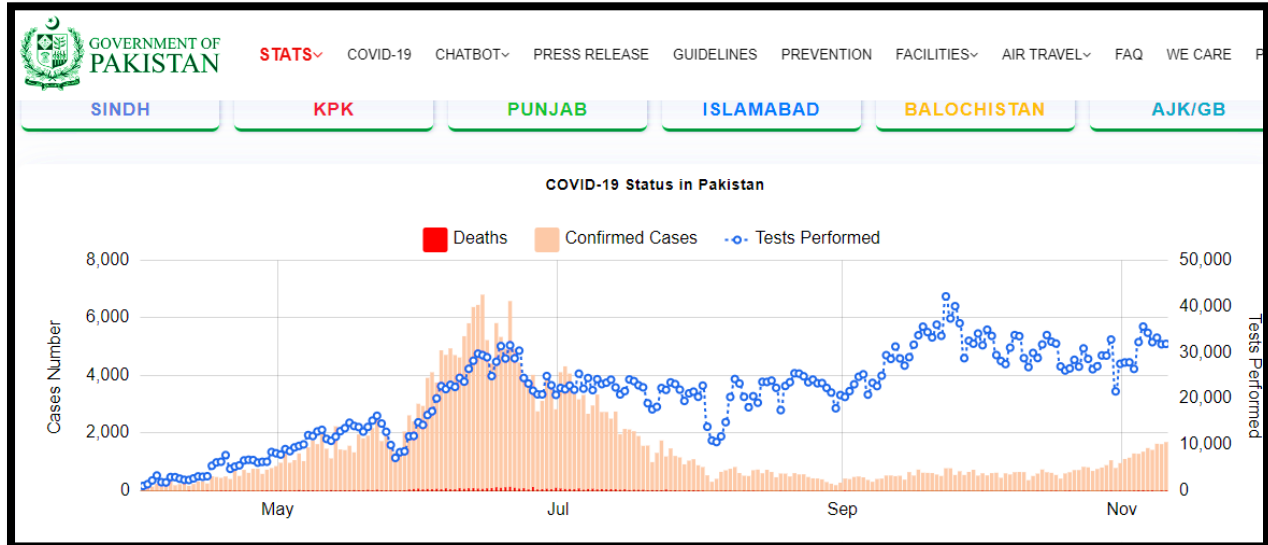 GOVERNMENT OF
PAKISTAN
STATS COVID-19 CHATBOT PRESS RELEASE GUIDELINES PREVENTION FACILITIES AIR TRAVEL FAQ WE CARE P
SINDH KPK PUNJAB ISLAMABAD BALOCHISTAN AJK/GB
COVID-19 Status in Pakistan
Deaths Confirmed Cases Tests Performed
8,000 50,000
6,000 40,000
4,000 30,000
2,000 20,000
0 10,000
0
Cases Number
Tests Performed
May Jul Sep Nov